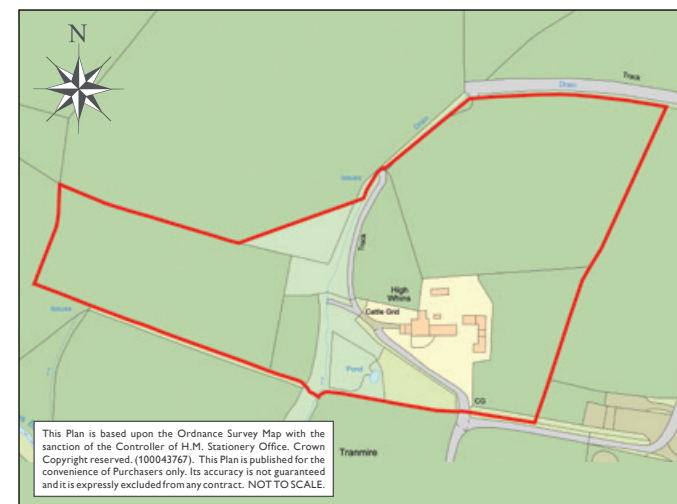 N
Track
Drain
Drain
Issues
Track
High
Whins
Cattle Grid
Issues
Pond
CG
Tranmire
This Plan is based upon the Ordnance Survey Map with the
sanction of the Controller of H.M. Stationery Office. Crown
Copyright reserved. (100043767). This Plan is published for the
convenience of Purchasers only. Its accuracy is not guaranteed
and it is expressly excluded from any contract. NOT TO SCALE.